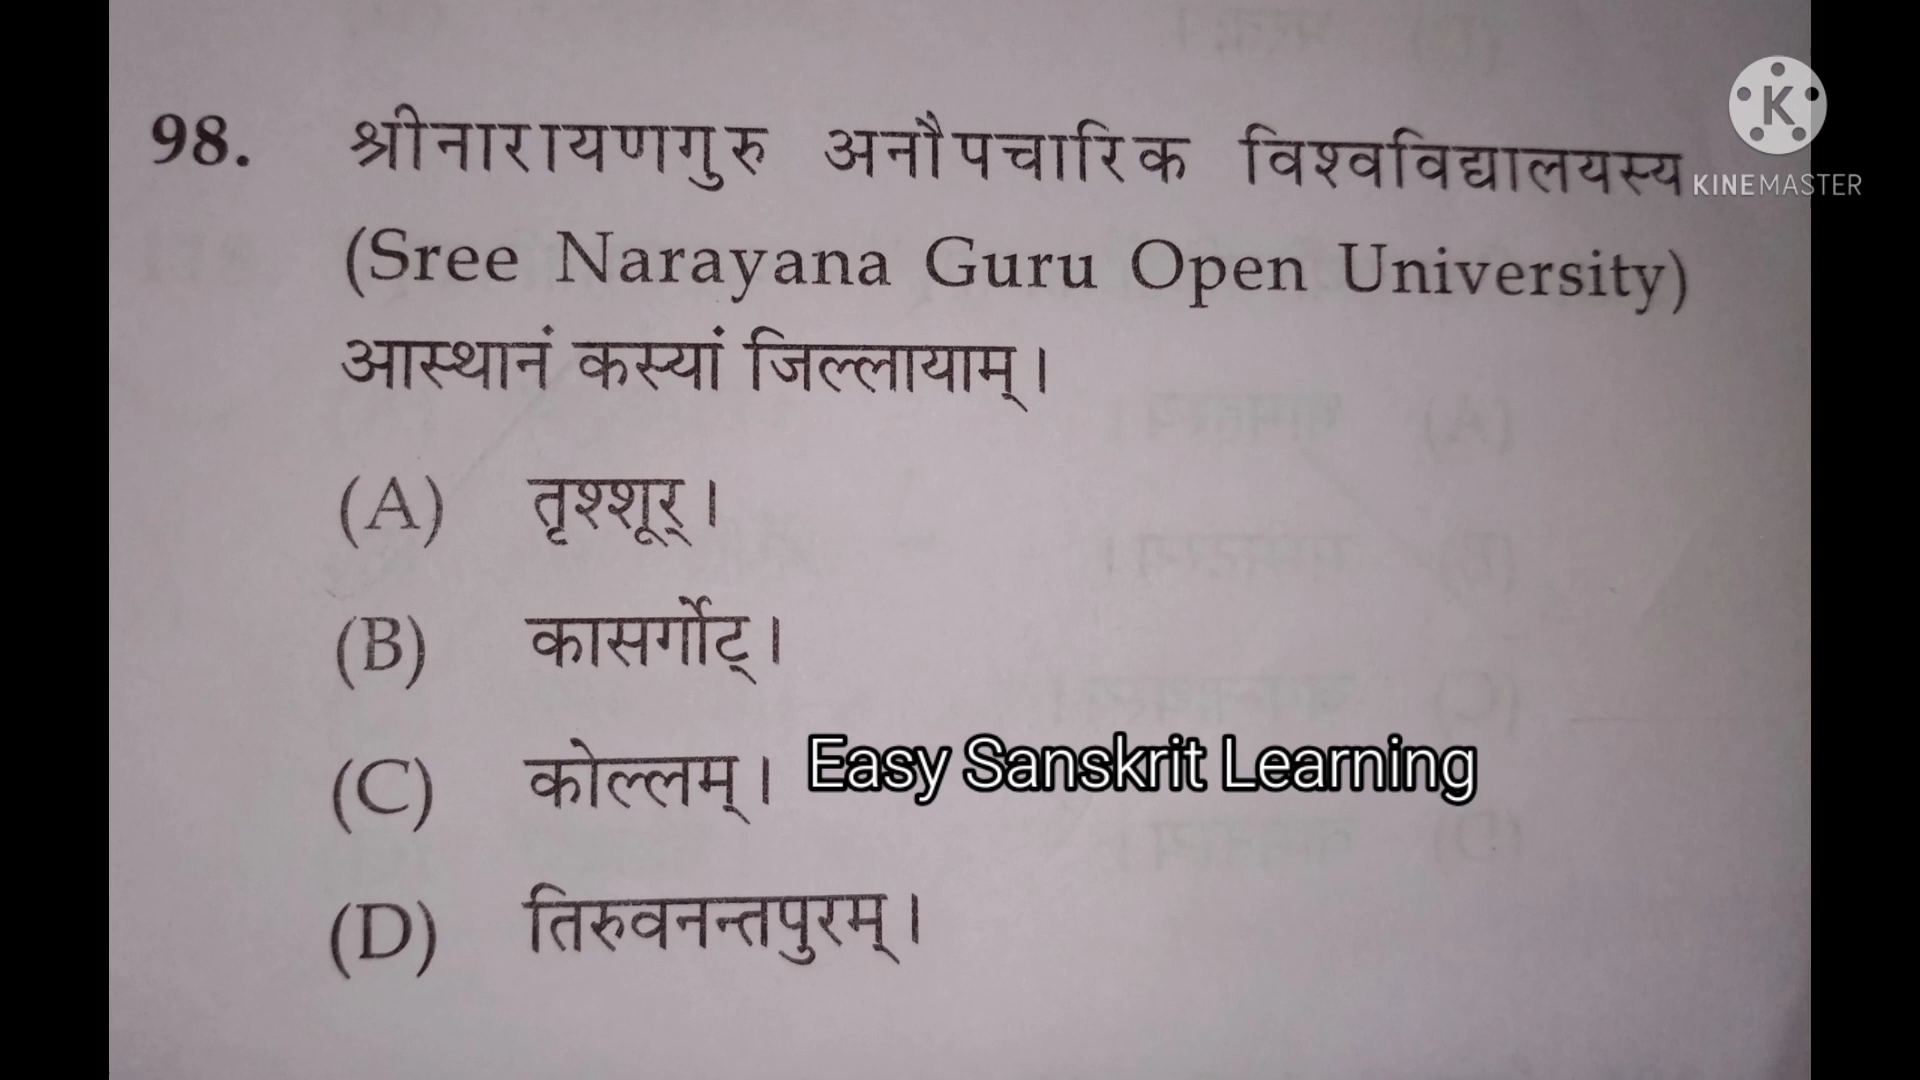 98. श्रीनारायणगुरु अनौपचारिक विश्वविद्यालयस्य
KINEMASTER
(Sree Narayana Guru Open University)
आस्थानं कस्यां जिल्लायाम्।
(A) तृश्शूर्।
(B) कासर्गोट्।
(C) कोल्लम्। Easy Sanskrit Learning
(D) तिरुवनन्तपुरम्।